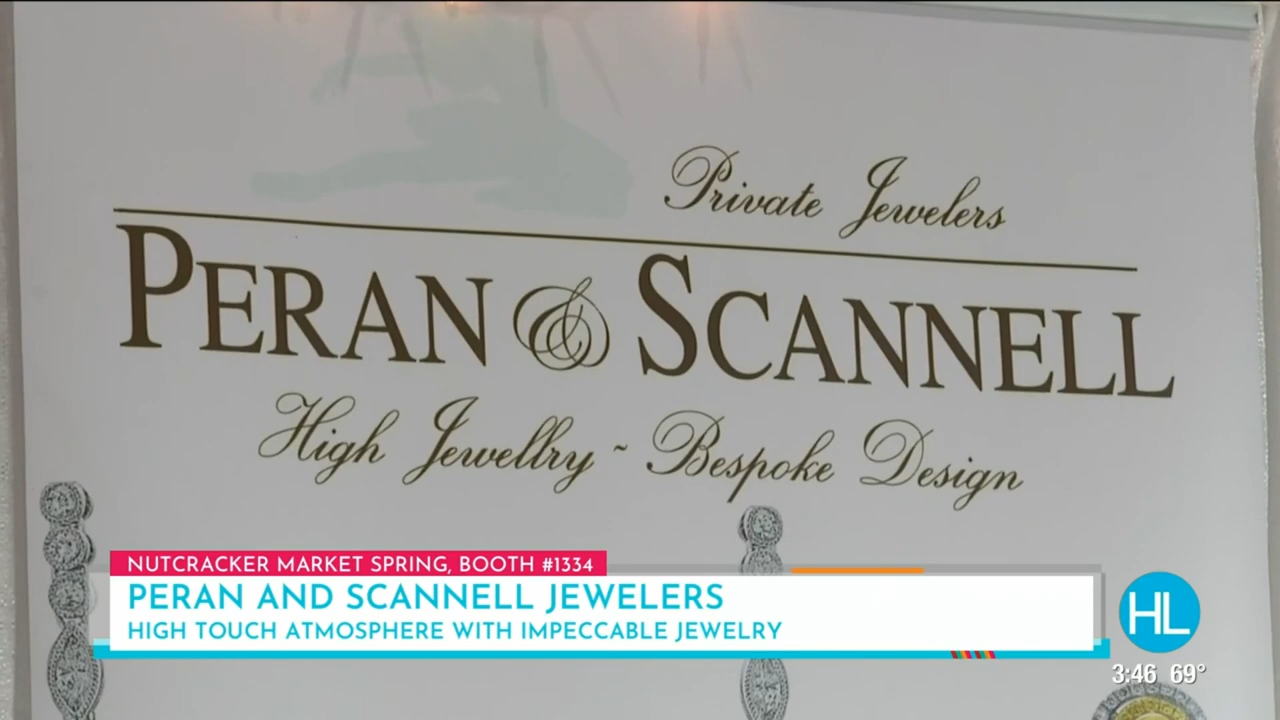 Private Jewelers
PERAN & SCANNELL
High Jewellry ~ Bespoke Design
NUTCRACKER MARKET SPRING, BOOTH #1334
PERAN AND SCANNELL JEWELERS
HIGH TOUCH ATMOSPHERE WITH IMPECCABLE JEWELRY
HL
3:46 69°